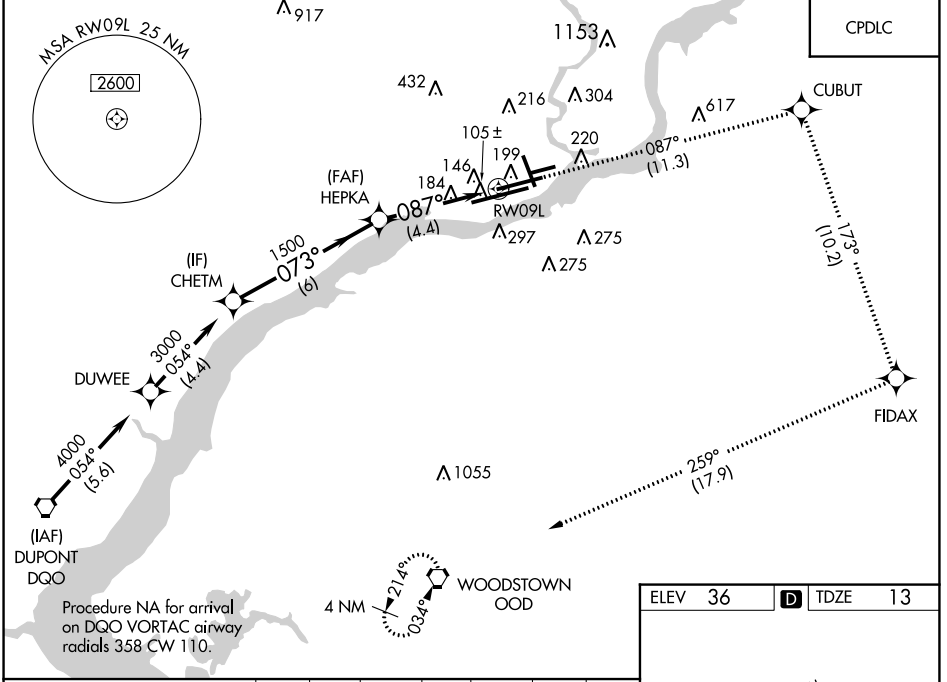 MSA RW09L 25 NM
2600
917
1153
CPDLC
432
216
304
617
CUBUT
105 ±
220
087°
(11.3)
146
199
184
(FAF)
HEPKA
087°
(4.4)
RW09L
297
275
275
173°
(10.2)
1500
073°
(6)
(IF)
CHETM
3000
054°
(4.4)
DUWEE
FIDAX
4000
054°
(5.6)
1055
259°
(17.9)
(IAF)
DUPONT
DQO
214°
034°
4 NM
WOODSTOWN
OOD
Procedure NA for arrival
on DQO VORTAC airway
radials 358 CW 110.
ELEV 36 D TDZE 13